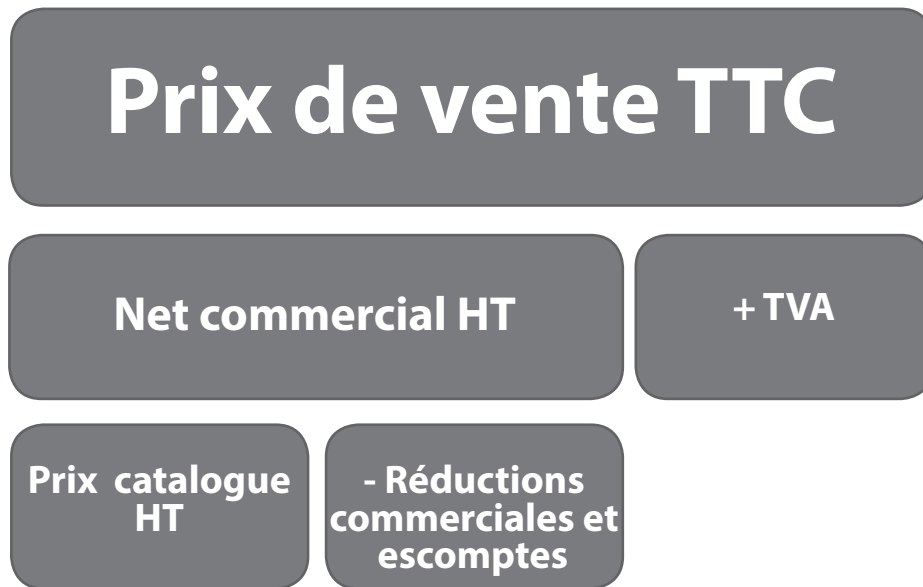 Prix de vente TTC
Net commercial HT
+ TVA
Prix catalogue
HT
- Réductions
commerciales et
escomptes